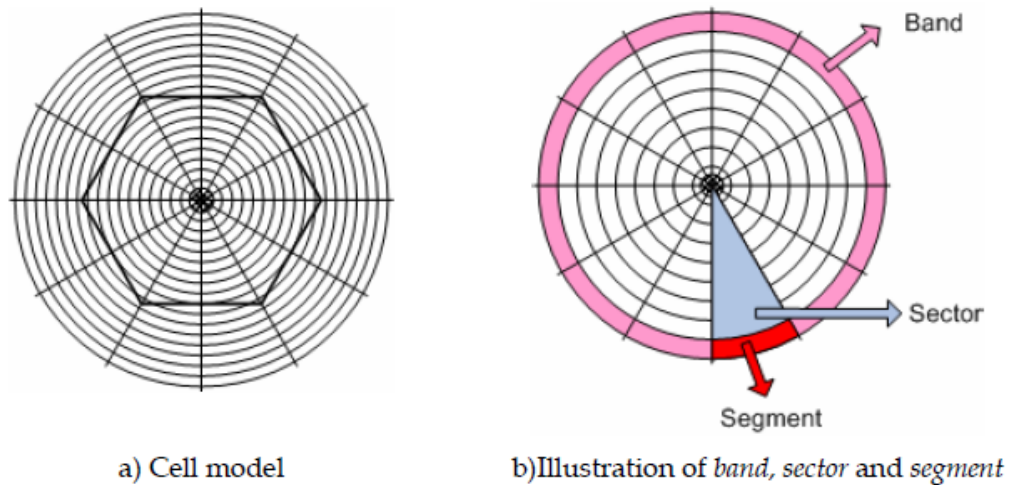 Band
Sector
Segment
a) Cell model
b)Illustration of band, sector and segment